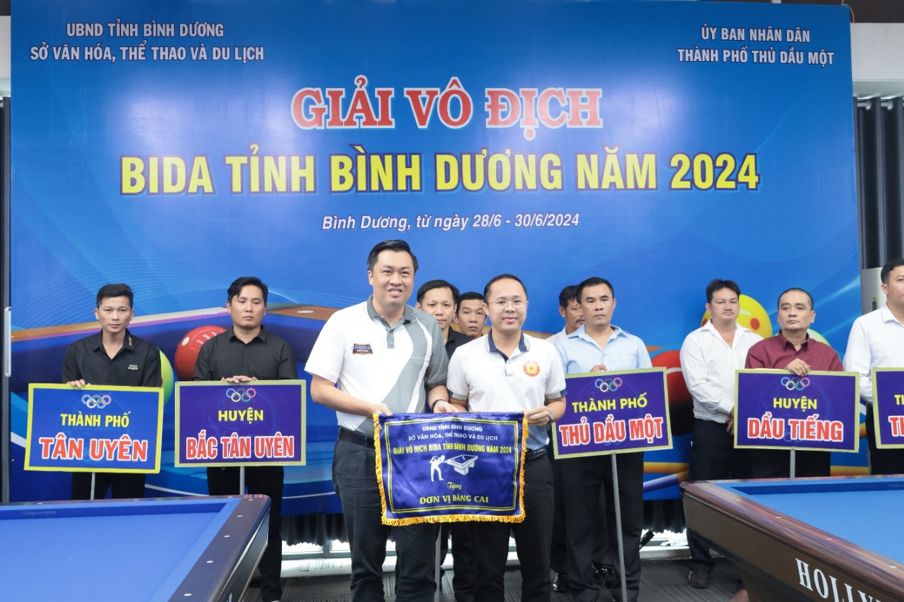 UBND TỈNH BÌNH DƯƠNG
SỞ VĂN HÓA, THỂ THAO VÀ DU LỊCH
ỦY BAN NHÂN DÂN
THÀNH PHỐ THỦ DẦU MỘT
GIẢI VÔ ĐỊCH
BIDA TỈNH BÌNH DƯƠNG NĂM 2024
Bình Dương, từ ngày 28/6 - 30/6/2024
THÀNH PHỐ
TÂN UYÊN
HUYỆN
BẮC TÂN UYÊN
THÀNH PHỐ
THỦ DẦU MỘT
HUYỆN
DẦU TIẾNG
UBND TỈNH BÌNH DƯƠNG
SỞ VĂN HÓA, THỂ THAO VÀ DU LỊCH
GIẢI VÔ ĐỊCH BIDA TỈNH BÌNH DƯƠNG NĂM 2024
Tặng
ĐƠN VỊ ĐĂNG CAI